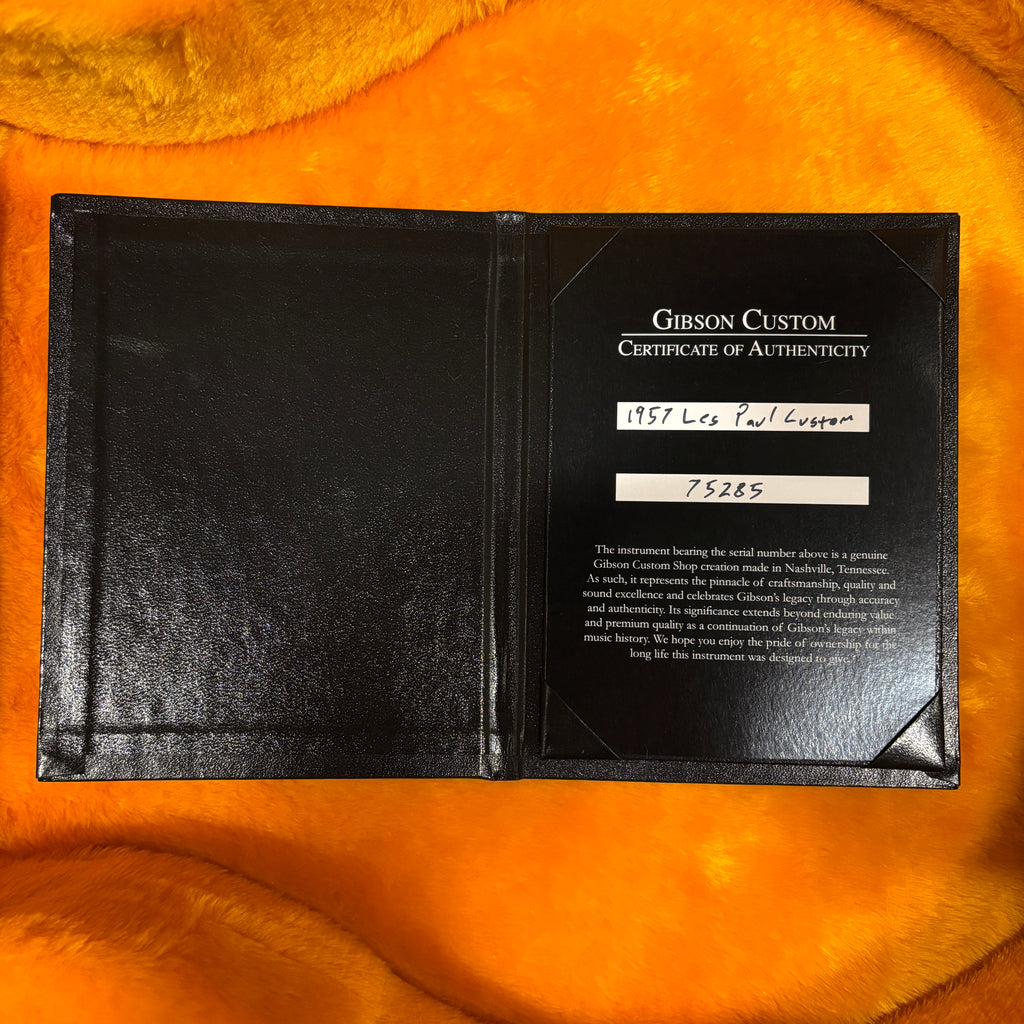 GIBSON CUSTOM
CERTIFICATE OF AUTHENTICITY
1957 Les Paul Custom
75285
The instrument bearing the serial number above is a genuine
Gibson Custom Shop creation made in Nashville, Tennessee.
As such, it represents the pinnacle of craftsmanship, quality and
sound excellence and celebrates Gibson's legacy through accuracy
and authenticity. Its significance extends beyond enduring value
and premium quality as a continuation of Gibson's legacy within
music history. We hope you enjoy the pride of ownership for the
long life this instrument was designed to give.